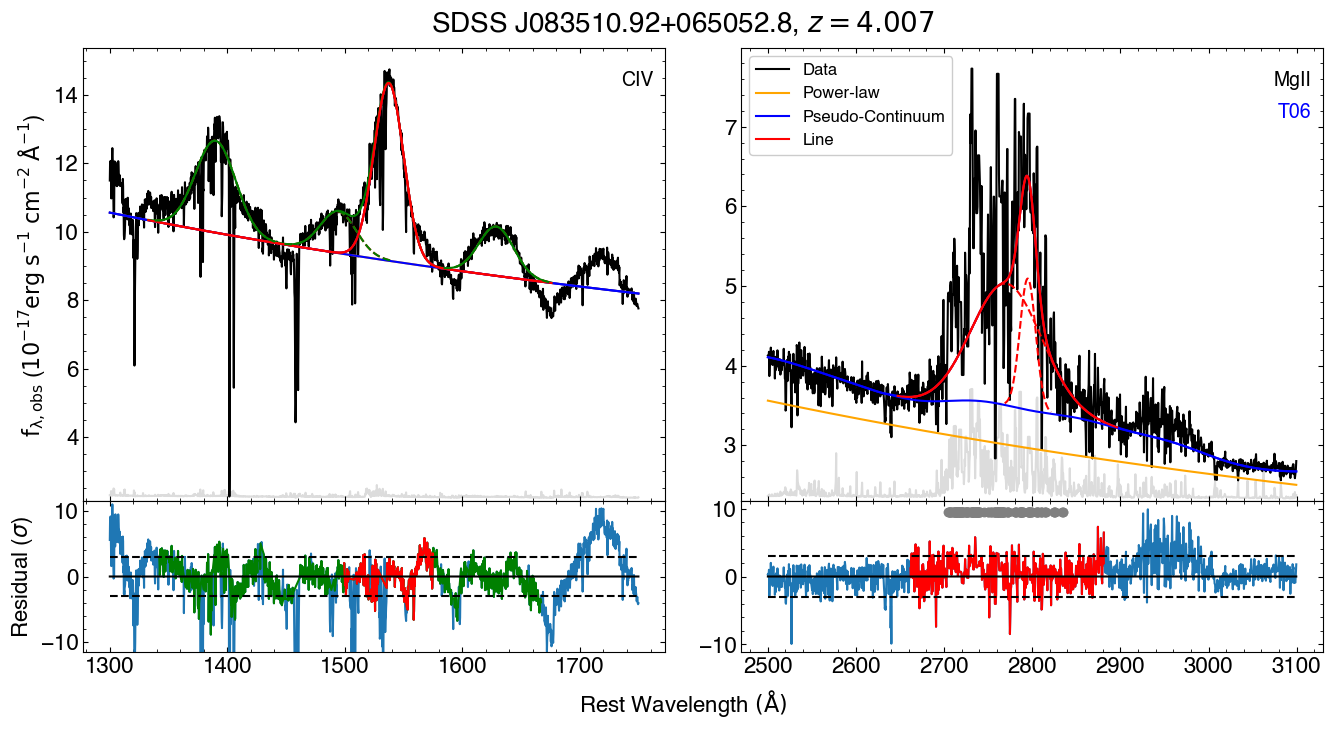 SDSS J083510.92+065052.8, z = 4.007
CIV
14
12
10
8
6
4
f_λ,obs (10⁻¹⁷erg s⁻¹ cm⁻² Å⁻¹)
Data
Power-law
Pseudo-Continuum
Line
MgII
T06
7
6
5
4
3
10
0
−10
Residual (σ)
1300 1400 1500 1600 1700
10
0
−10
2500 2600 2700 2800 2900 3000 3100
Rest Wavelength (Å)